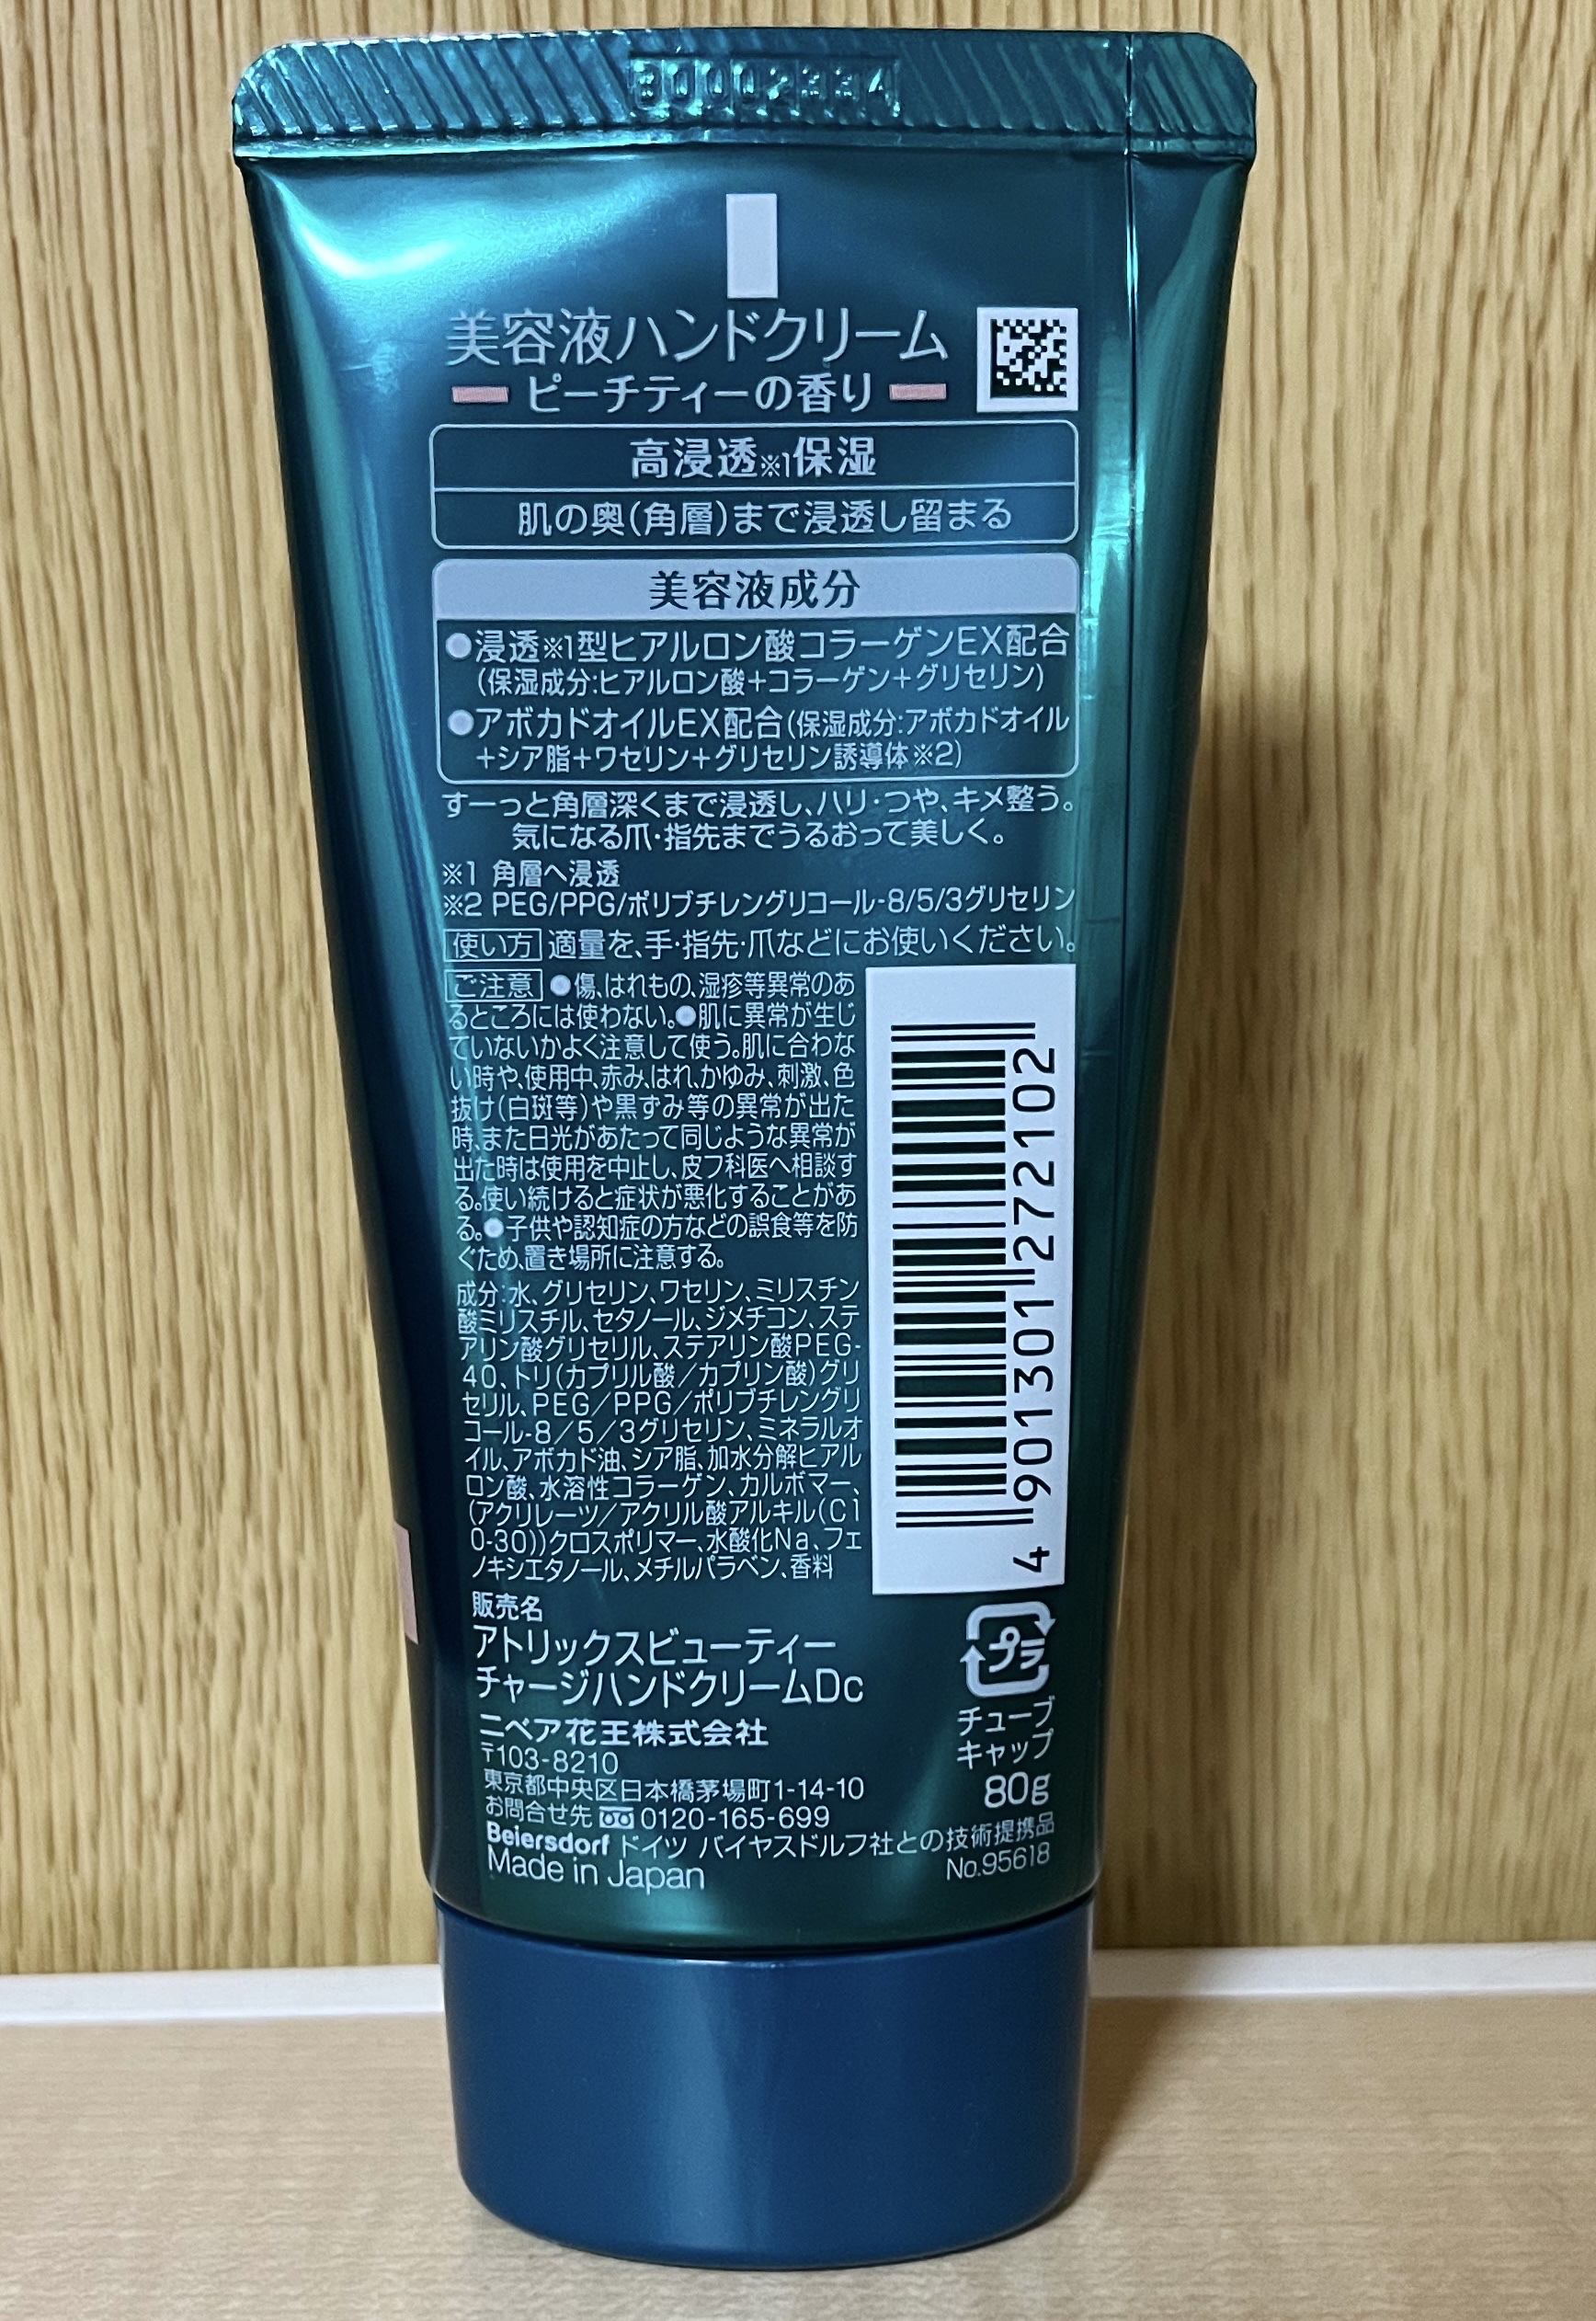 美容液ハンドクリーム
ピーチティーの香り
高浸透※1保湿
肌の奥(角層)まで浸透し留まる
美容液成分
●浸透※1型ヒアルロン酸コラーゲンEX配合
(保湿成分:ヒアルロン酸+コラーゲン+グリセリン)
●アボカドオイルEX配合(保湿成分:アボカドオイル
+シア脂+ワセリン+グリセリン誘導体※2)
すーっと角層深くまで浸透し、ハリ・つや、キメ整う。
気になる爪・指先までうるおって美しく。
※1 角層へ浸透
※2 PEG/PPG/ポリブチレングリコール-8/5/3グリセリン
使い方 適量を、手・指先・爪などにお使いください。
ご注意 ●傷、はれもの、湿疹等異常のあ
るところには使わない。●肌に異常が生じ
ていないかよく注意して使う。肌に合わな
い時や、使用中、赤み、はれ、かゆみ、刺激、色
抜け(白斑等)や黒ずみ等の異常が出た
時、また日光があたって同じような異常が
出た時は使用を中止し、皮フ科医へ相談す
る。使い続けると症状が悪化することがあ
る。●子供や認知症の方などの誤食等を防
ぐため、置き場所に注意する。
成分:水、グリセリン、ワセリン、ミリスチン
酸ミリスチル、セタノール、ジメチコン、ステ
アリン酸グリセリル、ステアリン酸PEG-
40、トリ(カプリル酸/カプリン酸)グリ
セリル、PEG/PPG/ポリブチレングリ
コール-8/5/3グリセリン、ミネラルオ
イル、アボカド油、シア脂、加水分解ヒアル
ロン酸、水溶性コラーゲン、カルボマー、
(アクリレーツ/アクリル酸アルキル(C1
0-30))クロスポリマー、水酸化Na、フェ
ノキシエタノール、メチルパラベン、香料
4 901301 272102
販売名
アトリックスビューティー
チャージハンドクリームDc
ニベア花王株式会社
〒103-8210
東京都中央区日本橋茅場町1-14-10
お問合せ先 0120-165-699
Beiersdorf ドイツ バイヤスドルフ社との技術提携品
Made in Japan
No.95618
プラ
チューブ
キャップ
80g